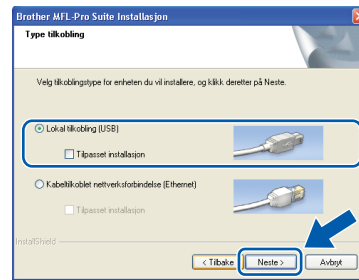 Brother MFL-Pro Suite Installasjon
Type tilkobling
Velg tilkoblingstype for enheten du vil installere, og klikk deretter på Neste.
Lokal tilkobling (USB)
Tilpasset installasjon
Kabeltilkoblet nettverksforbindelse (Ethernet)
Tilpasset installasjon
InstallShield
< Tilbake
Neste >
Avbryt